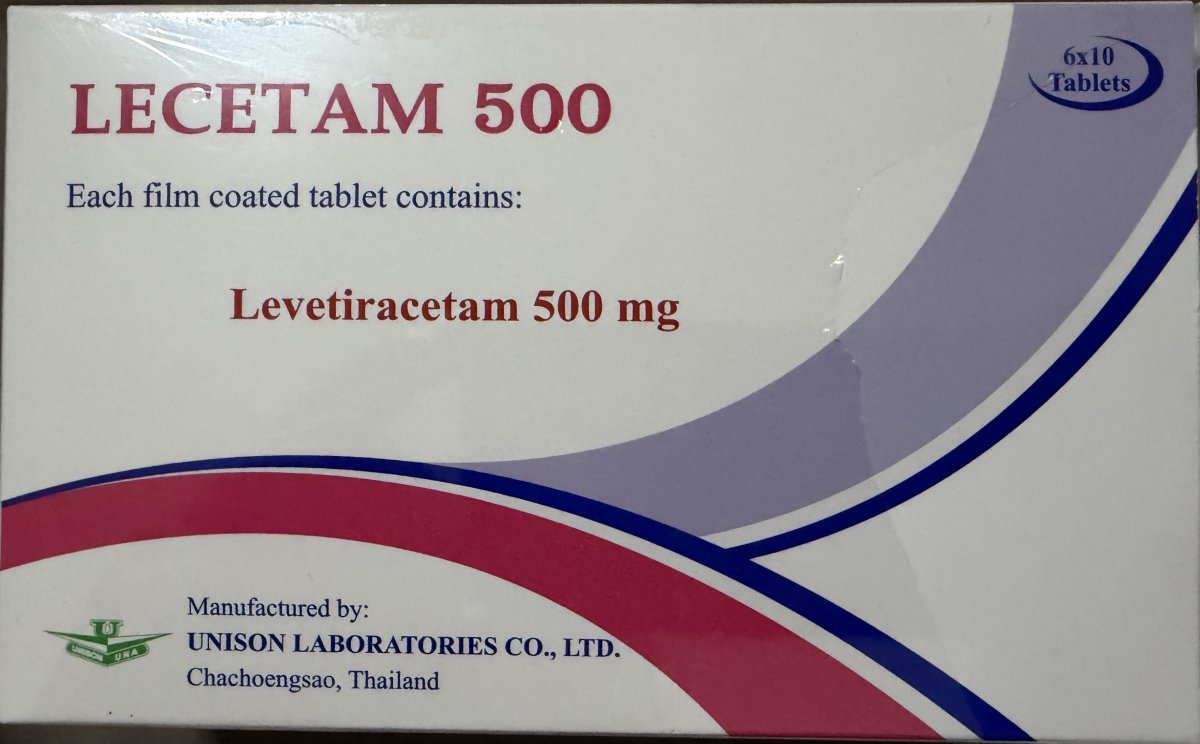 LECETAM 500
6x10
Tablets
Each film coated tablet contains:
Levetiracetam 500 mg
Manufactured by:
UNISON LABORATORIES CO., LTD.
Chachoengsao, Thailand
UNISON